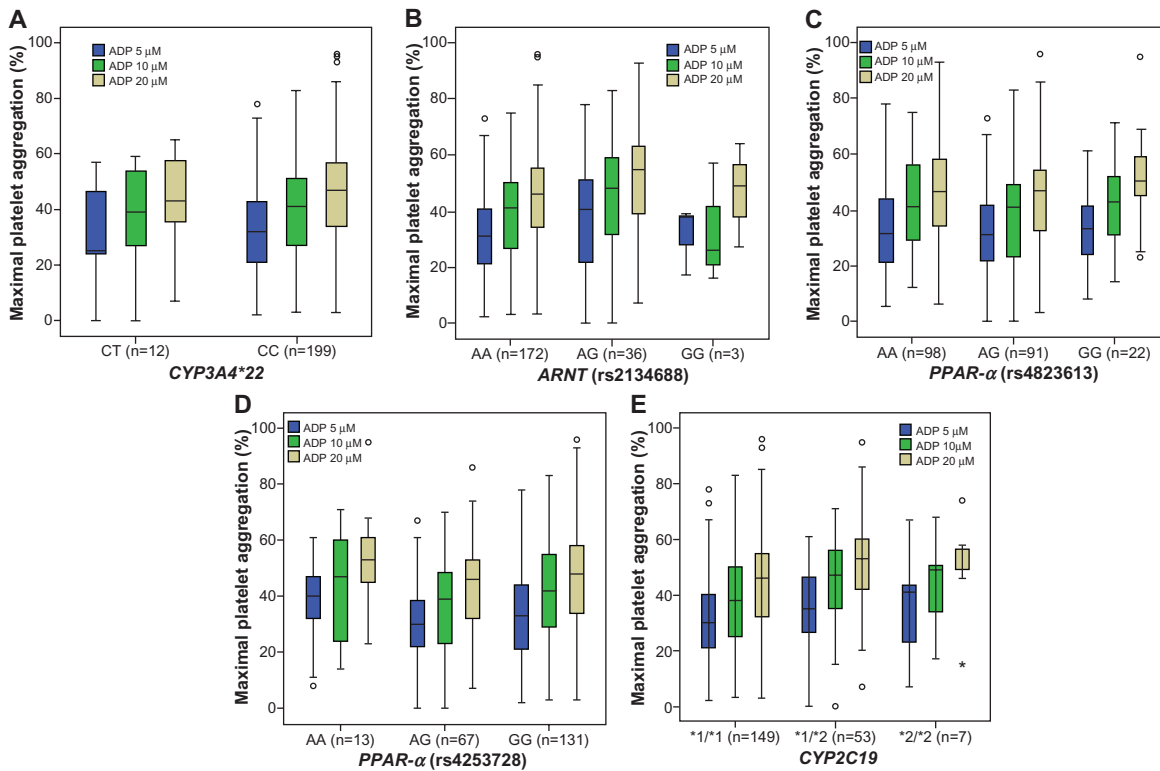 A
Maximal platelet aggregation (%)
100
80
60
40
20
0
ADP 5 μM
ADP 10 μM
ADP 20 μM
CT (n=12)
CC (n=199)
CYP3A4*22
B
Maximal platelet aggregation (%)
100
80
60
40
20
0
ADP 5 μM
ADP 10 μM
ADP 20 μM
AA (n=172)
AG (n=36)
GG (n=3)
ARNT (rs2134688)
C
Maximal platelet aggregation (%)
100
80
60
40
20
0
ADP 5 μM
ADP 10 μM
ADP 20 μM
AA (n=98)
AG (n=91)
GG (n=22)
PPAR-α (rs4823613)
D
Maximal platelet aggregation (%)
100
80
60
40
20
0
ADP 5 μM
ADP 10 μM
ADP 20 μM
AA (n=13)
AG (n=67)
GG (n=131)
PPAR-α (rs4253728)
E
Maximal platelet aggregation (%)
100
80
60
40
20
0
ADP 5 μM
ADP 10μM
ADP 20 μM
*
*1/*1 (n=149)
*1/*2 (n=53)
*2/*2 (n=7)
CYP2C19